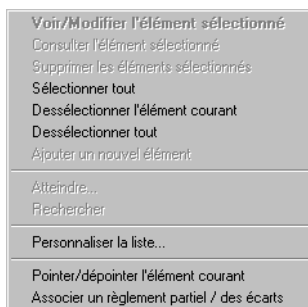 Voir/Modifier l'élément sélectionné
Consulter l'élément sélectionné
Supprimer les éléments sélectionnés
Sélectionner tout
Dessélectionner l'élément courant
Dessélectionner tout
Ajouter un nouvel élément
Atteindre...
Rechercher
Personnaliser la liste...
Pointer/dépointer l'élément courant
Associer un règlement partiel / des écarts